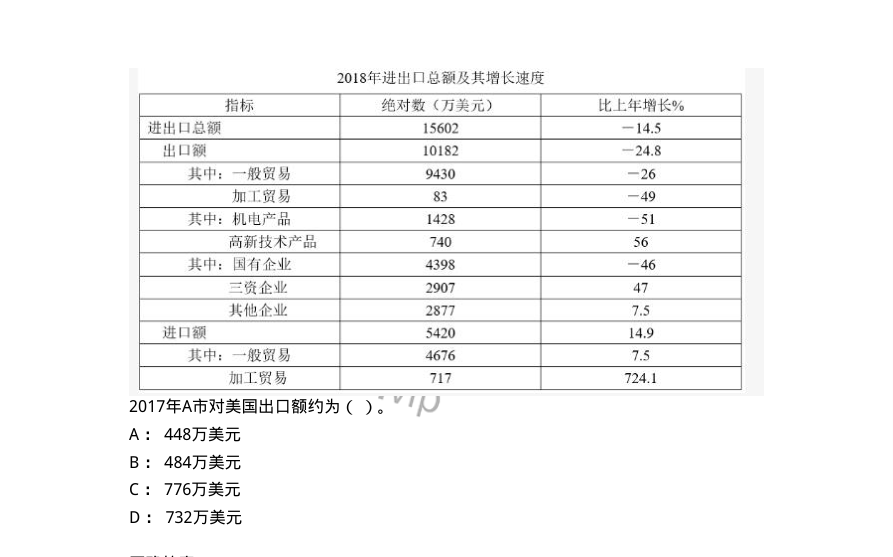 2018年进出口总额及其增长速度
指标 绝对数（万美元） 比上年增长%
进出口总额 15602 －14.5
出口额 10182 －24.8
其中：一般贸易 9430 －26
加工贸易 83 －49
其中：机电产品 1428 －51
高新技术产品 740 56
其中：国有企业 4398 －46
三资企业 2907 47
其他企业 2877 7.5
进口额 5420 14.9
其中：一般贸易 4676 7.5
加工贸易 717 724.1
2017年A市对美国出口额约为（ ）。
A： 448万美元
B： 484万美元
C： 776万美元
D： 732万美元